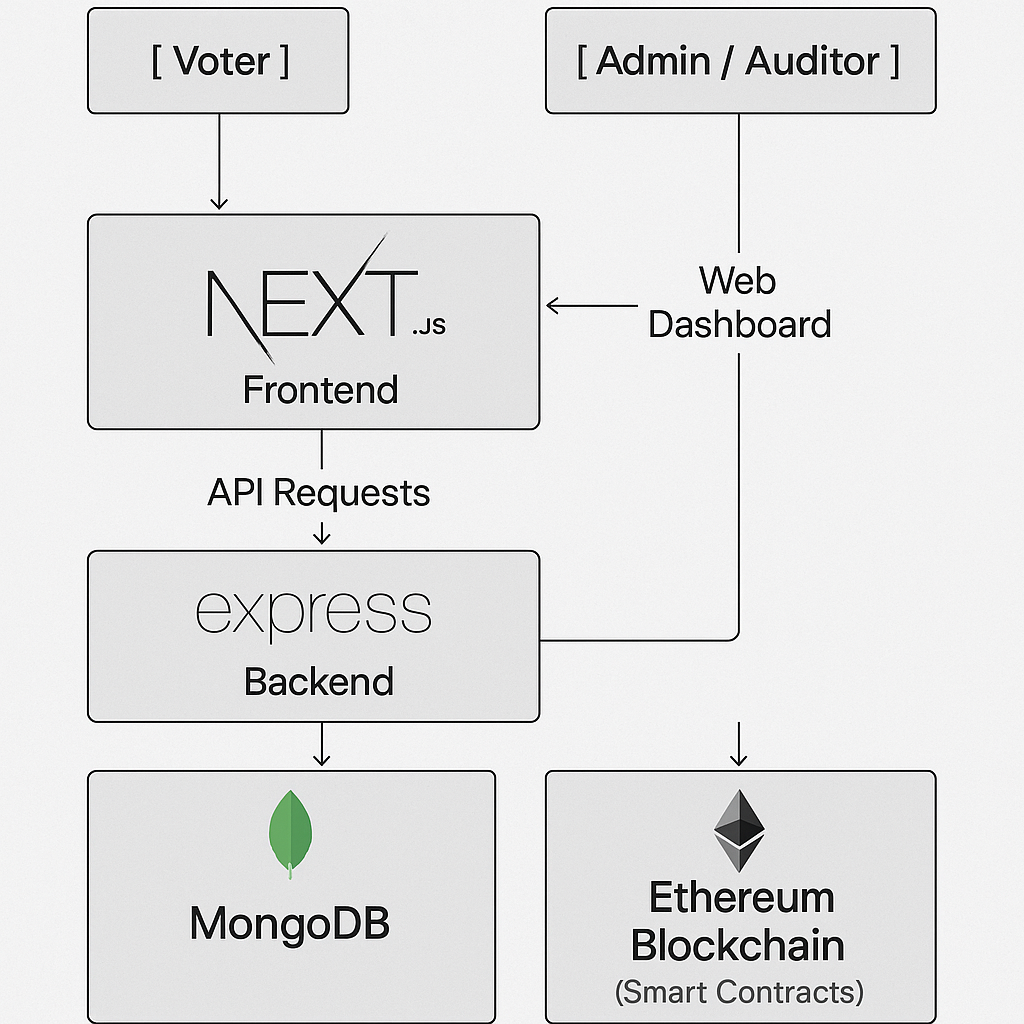 [ Voter ]
[ Admin / Auditor ]
NEXT.JS
Frontend
Web
Dashboard
API Requests
express
Backend
MongoDB
Ethereum
Blockchain
(Smart Contracts)